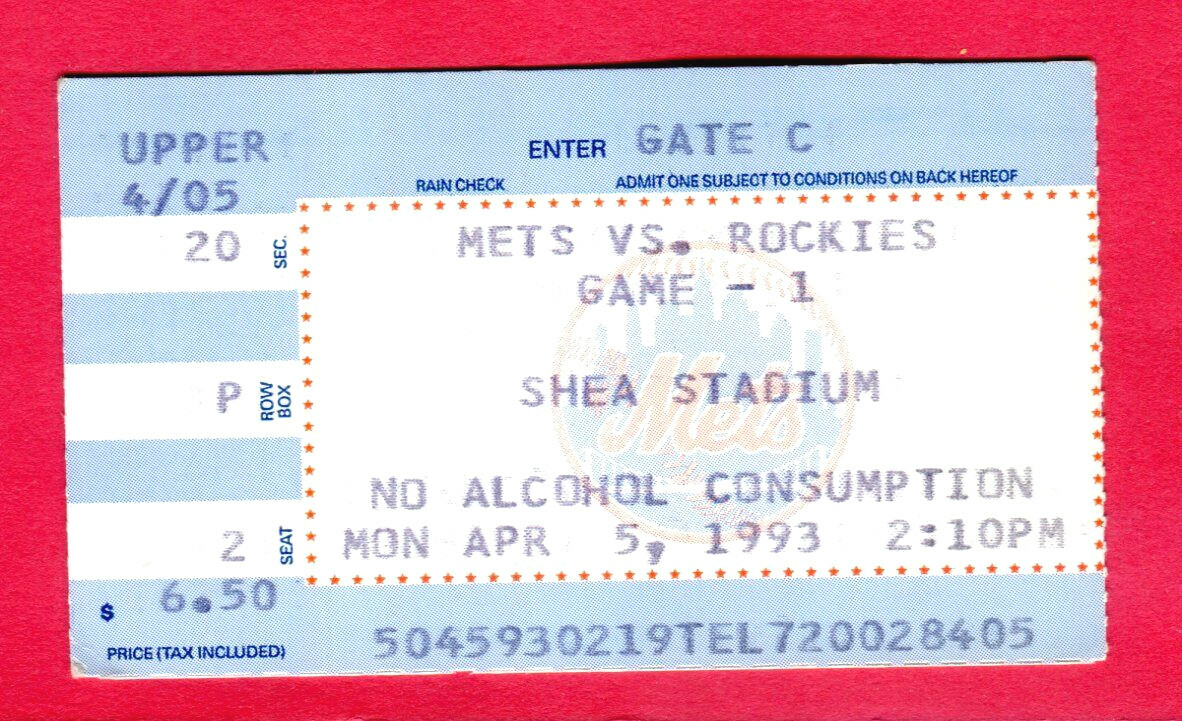 UPPER
4/05
20 SEC.
P ROW BOX
2 SEAT
$ 6.50
PRICE (TAX INCLUDED)
ENTER GATE C
RAIN CHECK ADMIT ONE SUBJECT TO CONDITIONS ON BACK HEREOF
METS VS. ROCKIES
GAME - 1
SHEA STADIUM
Mets
NO ALCOHOL CONSUMPTION
MON APR 5, 1993 2:10PM
5045930219TEL720028405